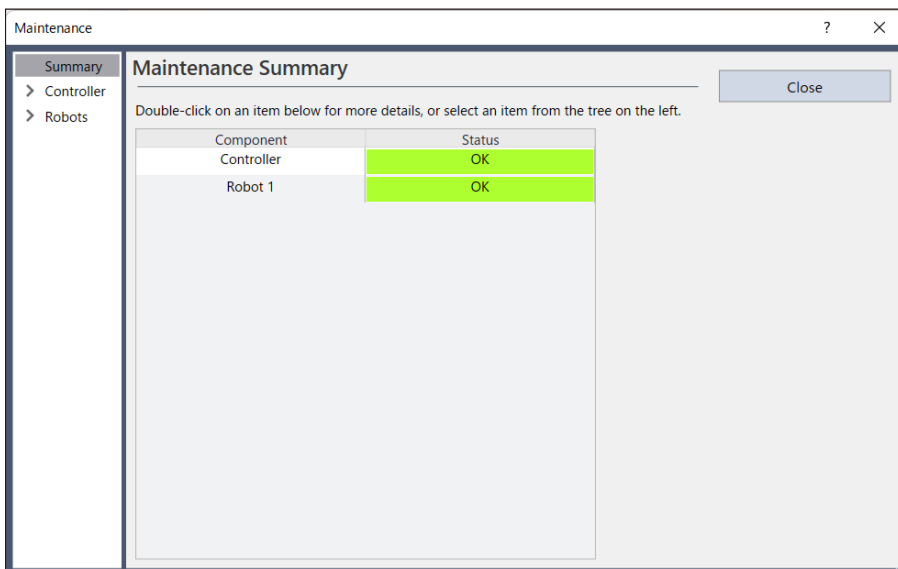 Maintenance
?
Summary
Controller
Robots
Maintenance Summary
Close
Double-click on an item below for more details, or select an item from the tree on the left.
Component Status
Controller OK
Robot 1 OK